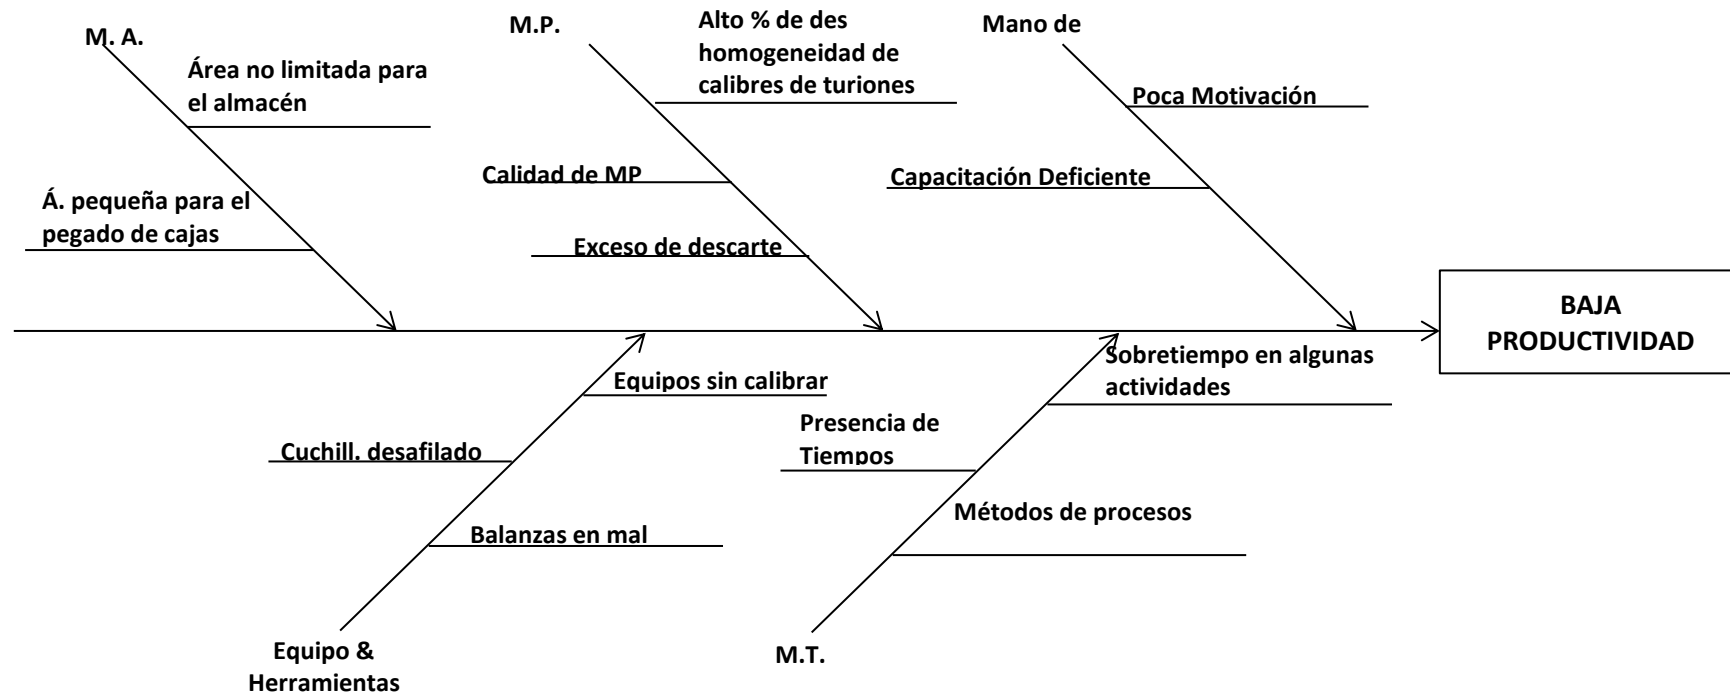 M. A.
Área no limitada para
el almacén
Á. pequeña para el
pegado de cajas
M.P.
Alto % de des
homogeneidad de
calibres de turiones
Calidad de MP
Exceso de descarte
Mano de
Poca Motivación
Capacitación Deficiente
BAJA
PRODUCTIVIDAD
Equipos sin calibrar
Cuchill. desafilado
Balanzas en mal
Equipo &
Herramientas
Sobretiempo en algunas
actividades
Presencia de
Tiempos
Métodos de procesos
M.T.